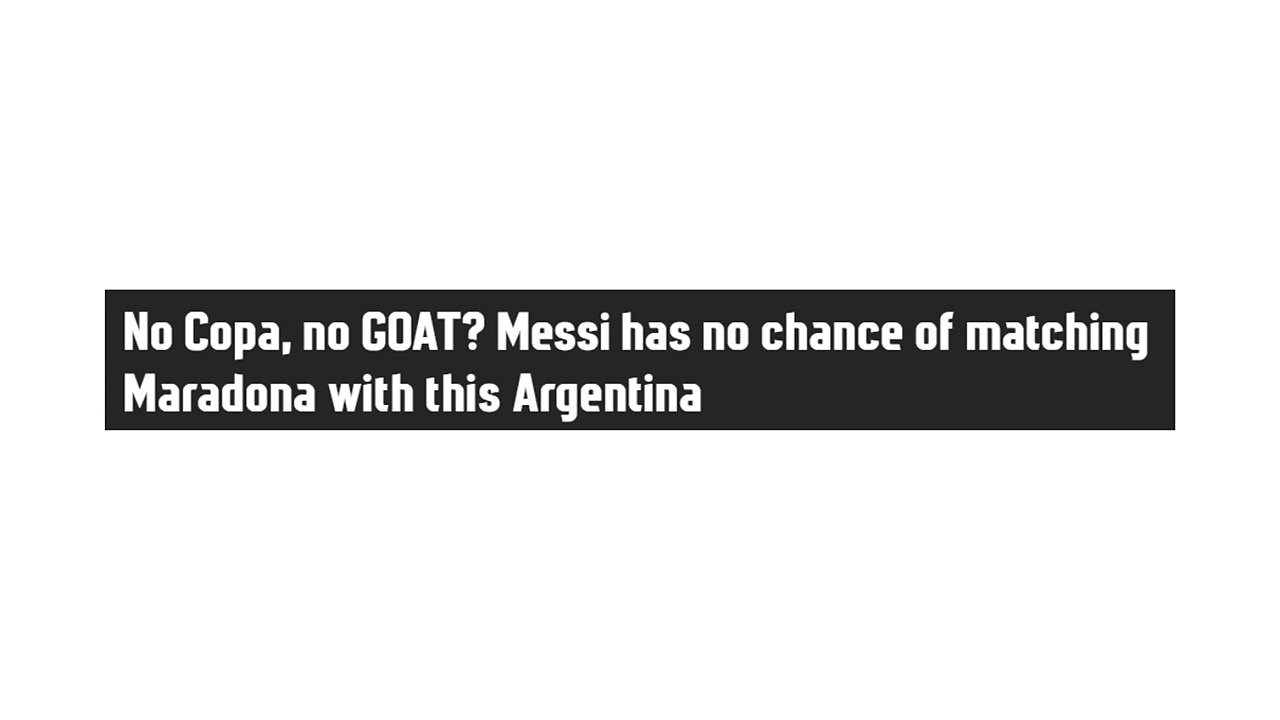 No Copa, no GOAT? Messi has no chance of matching
Maradona with this Argentina